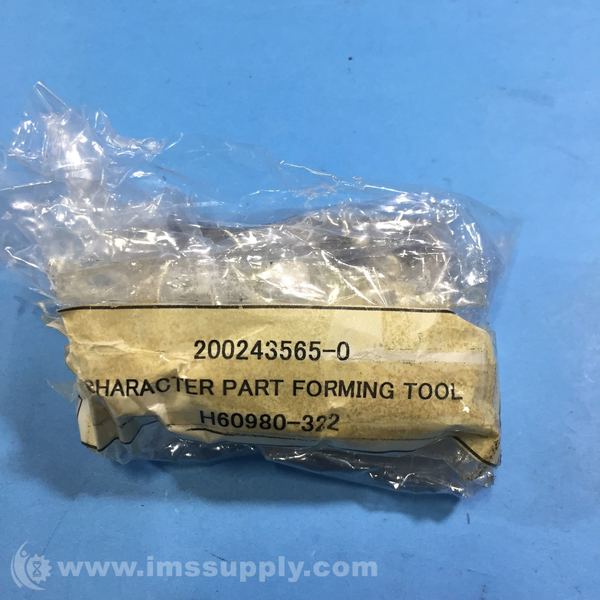 200243565-0
CHARACTER PART FORMING TOOL
H60980-322
www.imssupply.com